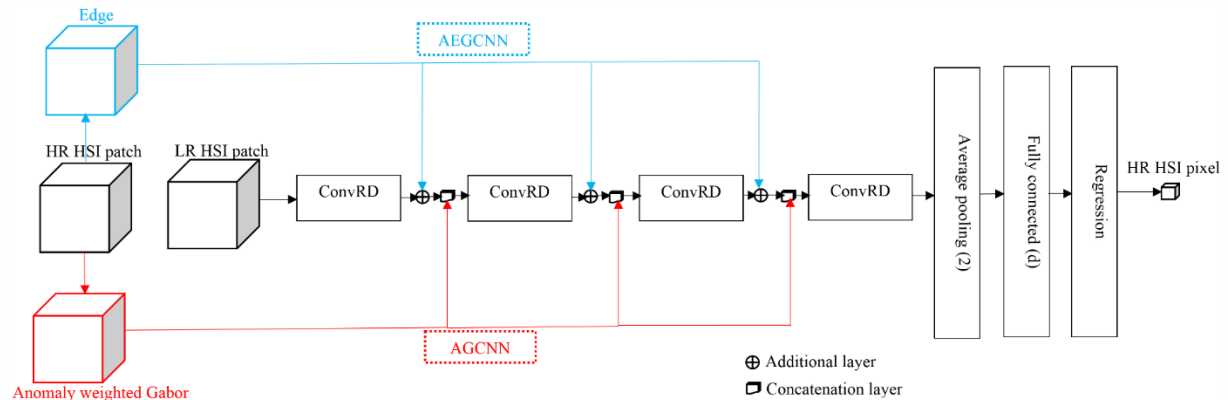 Edge
AEGCNN
HR HSI patch
LR HSI patch
ConvRD
ConvRD
ConvRD
ConvRD
Average pooling (2)
Fully connected (d)
Regression
HR HSI pixel
AGCNN
Anomaly weighted Gabor
Additional layer
Concatenation layer